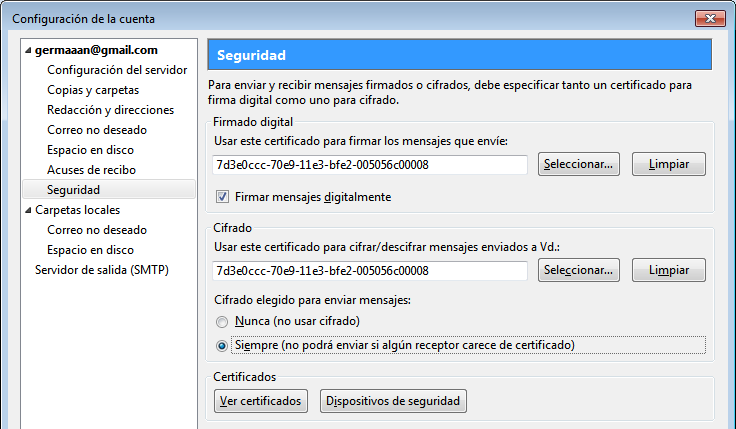 Configuración de la cuenta
germaaan@gmail.com
Configuración del servidor
Copias y carpetas
Redacción y direcciones
Correo no deseado
Espacio en disco
Acuses de recibo
Seguridad
Carpetas locales
Correo no deseado
Espacio en disco
Servidor de salida (SMTP)
Seguridad
Para enviar y recibir mensajes firmados o cifrados, debe especificar tanto un certificado para
firma digital como uno para cifrado.
Firmado digital
Usar este certificado para firmar los mensajes que envíe:
7d3e0ccc-70e9-11e3-bfe2-005056c00008 Seleccionar... Limpiar
Firmar mensajes digitalmente
Cifrado
Usar este certificado para cifrar/descifrar mensajes enviados a Vd.:
7d3e0ccc-70e9-11e3-bfe2-005056c00008 Seleccionar... Limpiar
Cifrado elegido para enviar mensajes:
Nunca (no usar cifrado)
Siempre (no podrá enviar si algún receptor carece de certificado)
Certificados
Ver certificados Dispositivos de seguridad